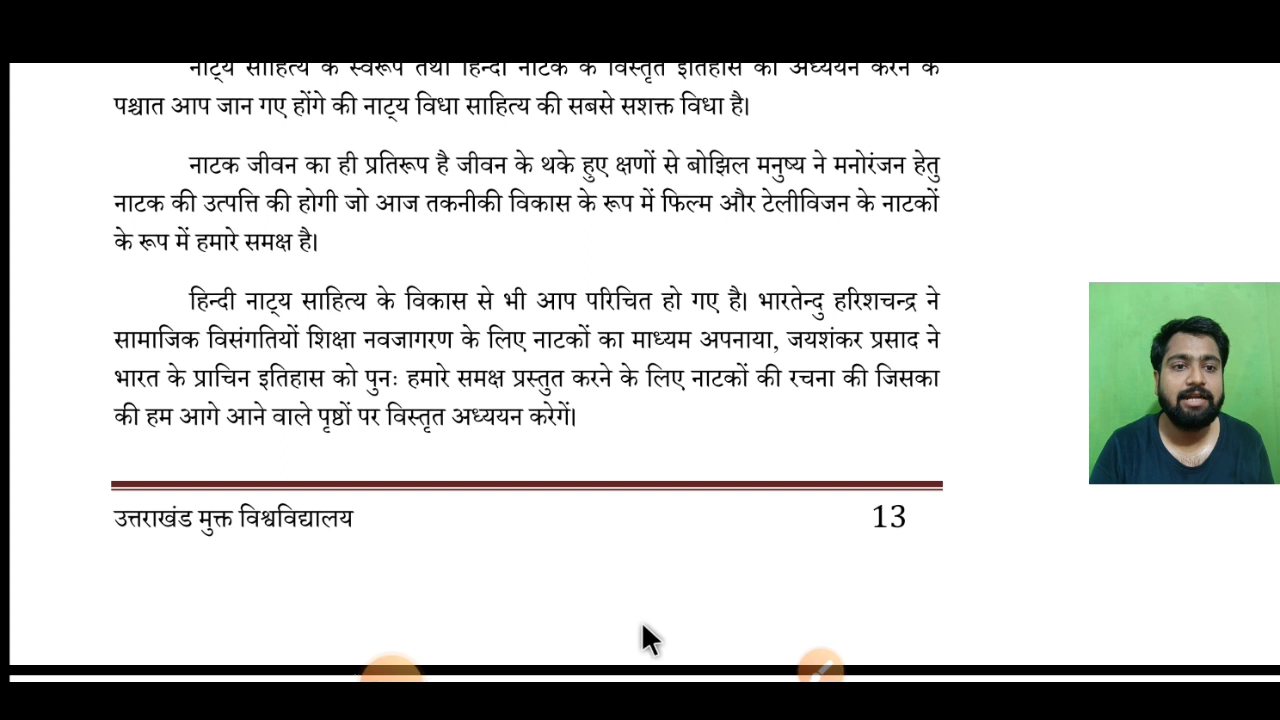 नाट्य साहित्य के स्वरूप तथा हिन्दी नाटक के विस्तृत इतिहास का अध्ययन करने के
पश्चात आप जान गए होंगे की नाट्य विधा साहित्य की सबसे सशक्त विधा है।
नाटक जीवन का ही प्रतिरूप है जीवन के थके हुए क्षणों से बोझिल मनुष्य ने मनोरंजन हेतु
नाटक की उत्पत्ति की होगी जो आज तकनीकी विकास के रूप में फिल्म और टेलीविजन के नाटकों
के रूप में हमारे समक्ष है।
हिन्दी नाट्य साहित्य के विकास से भी आप परिचित हो गए है। भारतेन्दु हरिशचन्द्र ने
सामाजिक विसंगतियों शिक्षा नवजागरण के लिए नाटकों का माध्यम अपनाया, जयशंकर प्रसाद ने
भारत के प्राचिन इतिहास को पुनः हमारे समक्ष प्रस्तुत करने के लिए नाटकों की रचना की जिसका
की हम आगे आने वाले पृष्ठों पर विस्तृत अध्ययन करेगें।
उत्तराखंड मुक्त विश्वविद्यालय 13